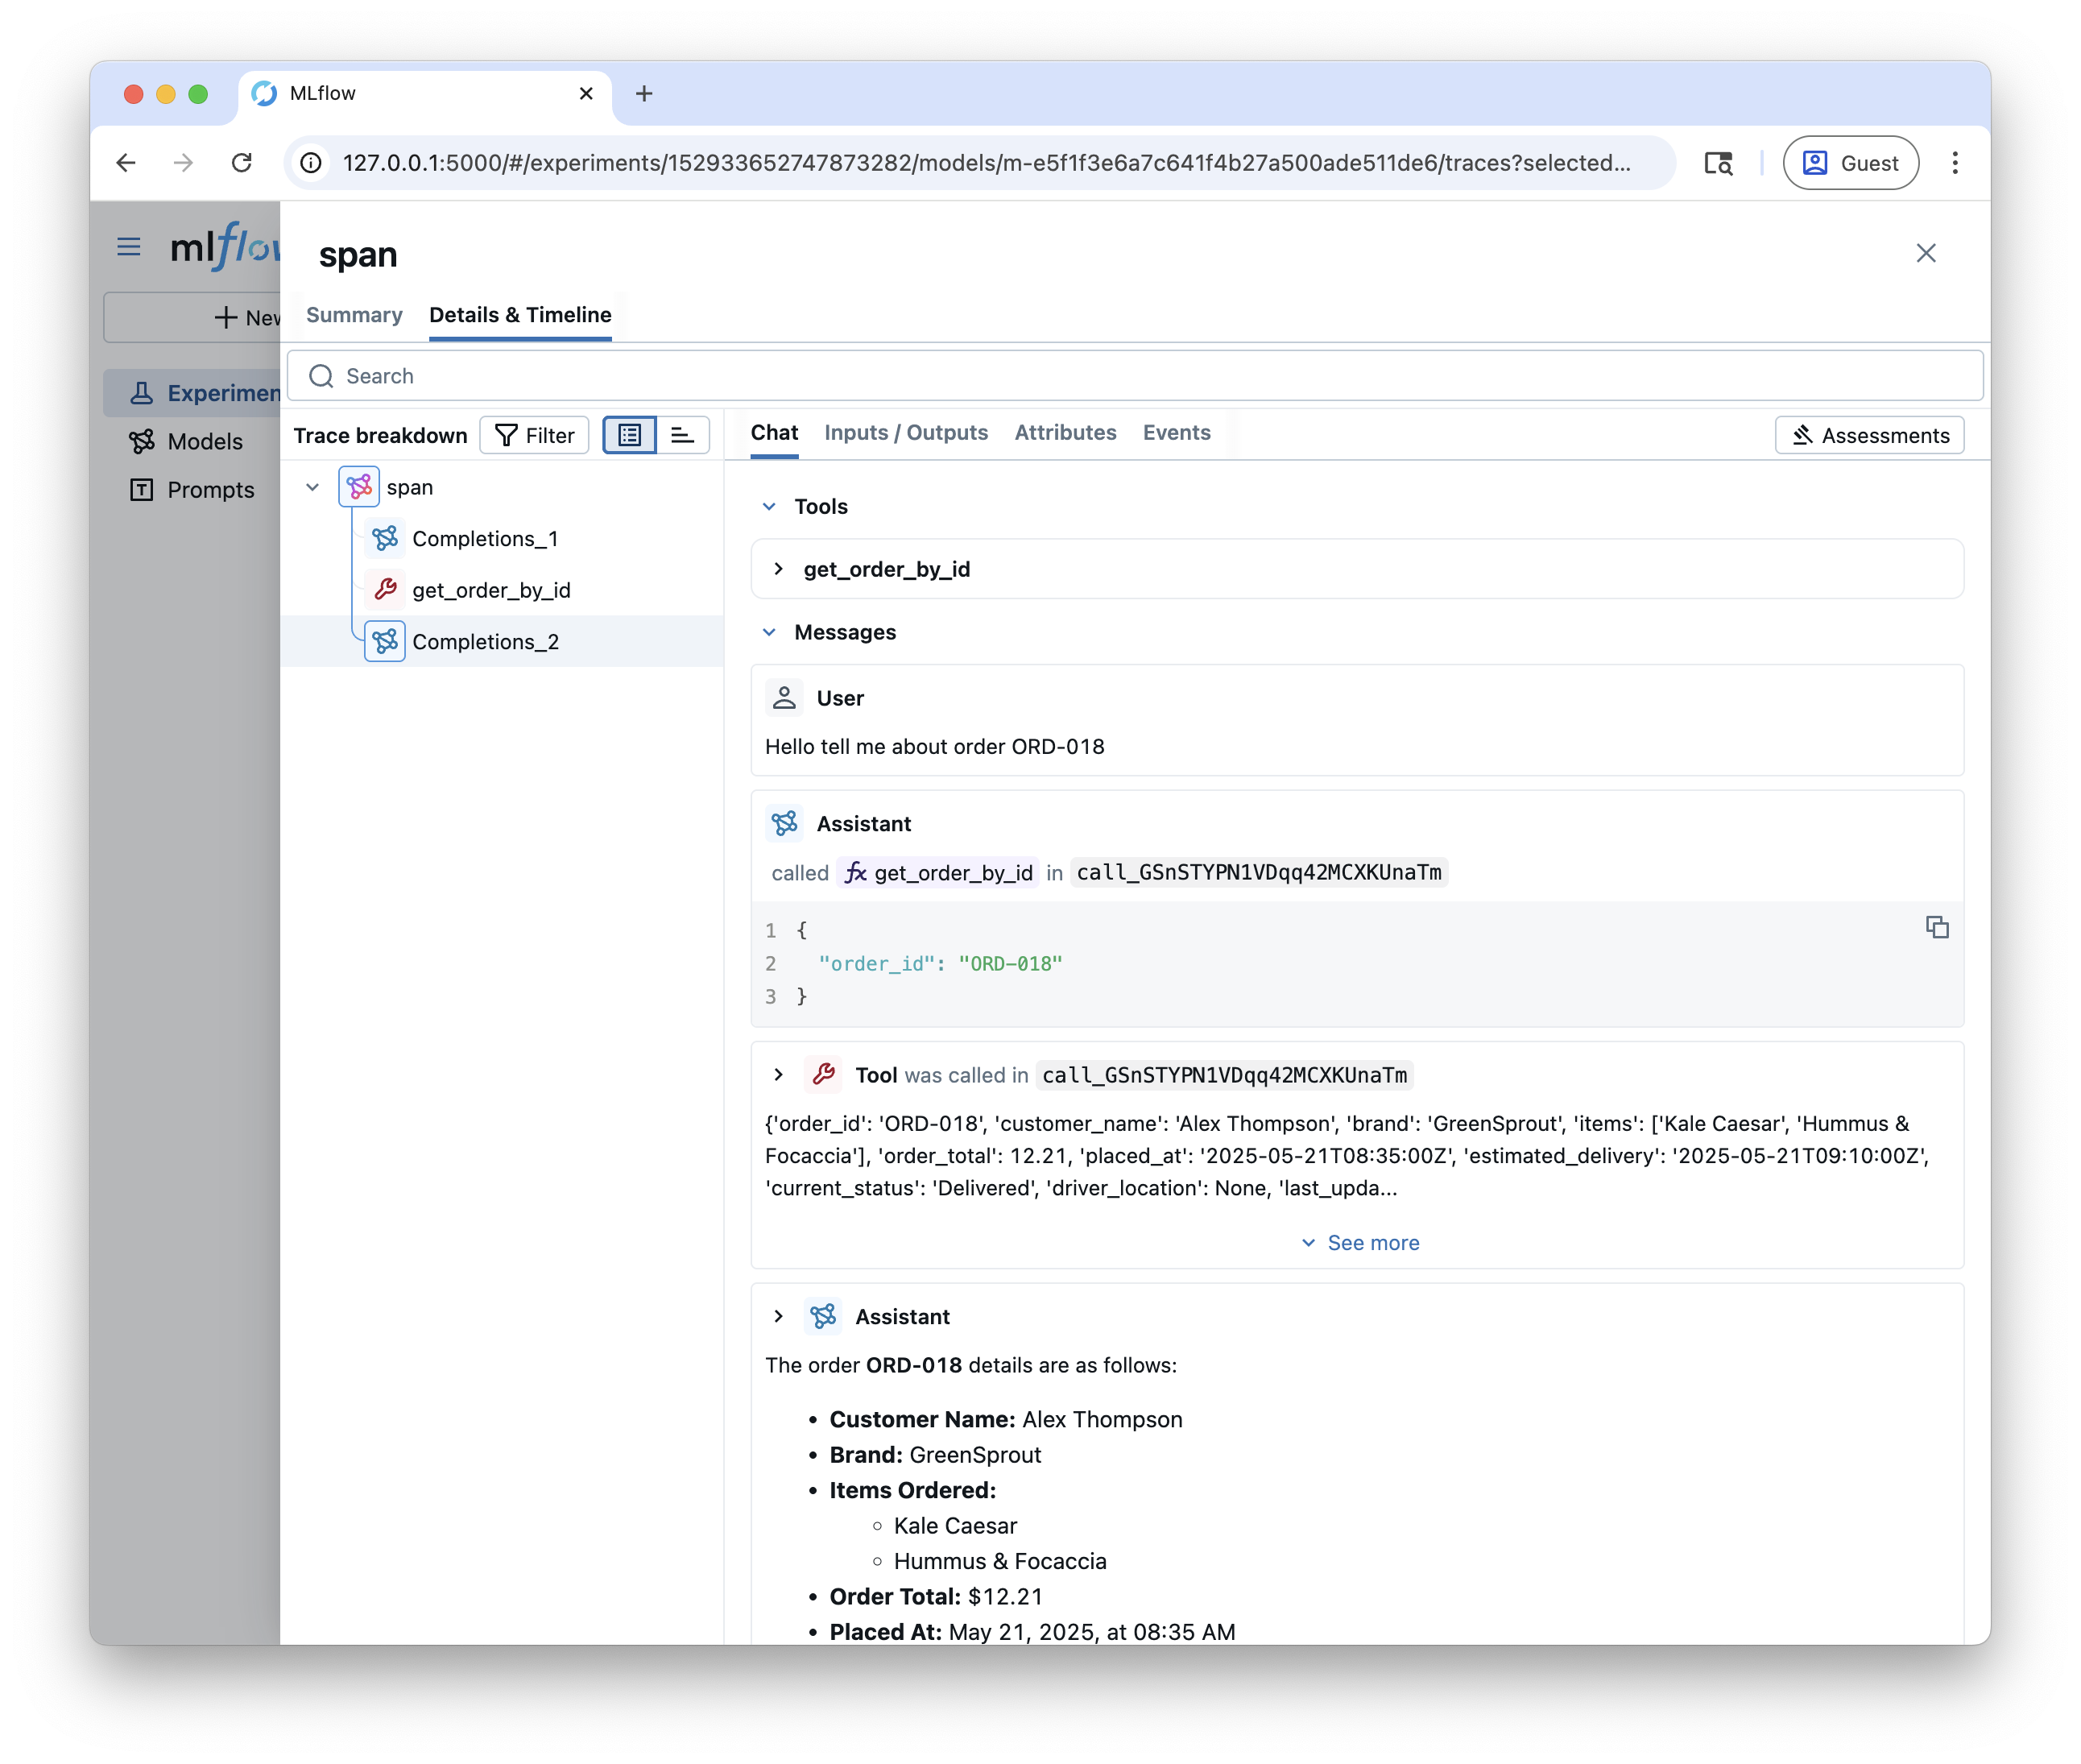 MLflow
127.0.0.1:5000/#/experiments/152933652747873282/models/m-e5f1f3e6a7c641f4b27a500ade511de6/traces?selected...
Guest
mlflow
New
Experimen
Models
Prompts
span
Summary
Details & Timeline
Search
Trace breakdown
Filter
span
Completions_1
get_order_by_id
Completions_2
Chat
Inputs / Outputs
Attributes
Events
Assessments
Tools
get_order_by_id
Messages
User
Hello tell me about order ORD-018
Assistant
called fx get_order_by_id in call_GSnSTYPN1VDqq42MCXKUnaTm
1 {
2 "order_id": "ORD-018"
3 }
Tool was called in call_GSnSTYPN1VDqq42MCXKUnaTm
{'order_id': 'ORD-018', 'customer_name': 'Alex Thompson', 'brand': 'GreenSprout', 'items': ['Kale Caesar', 'Hummus &
Focaccia'], 'order_total': 12.21, 'placed_at': '2025-05-21T08:35:00Z', 'estimated_delivery': '2025-05-21T09:10:00Z',
'current_status': 'Delivered', 'driver_location': None, 'last_upda...
See more
Assistant
The order ORD-018 details are as follows:
• Customer Name: Alex Thompson
• Brand: GreenSprout
• Items Ordered:
◦ Kale Caesar
◦ Hummus & Focaccia
• Order Total: $12.21
• Placed At: May 21, 2025, at 08:35 AM